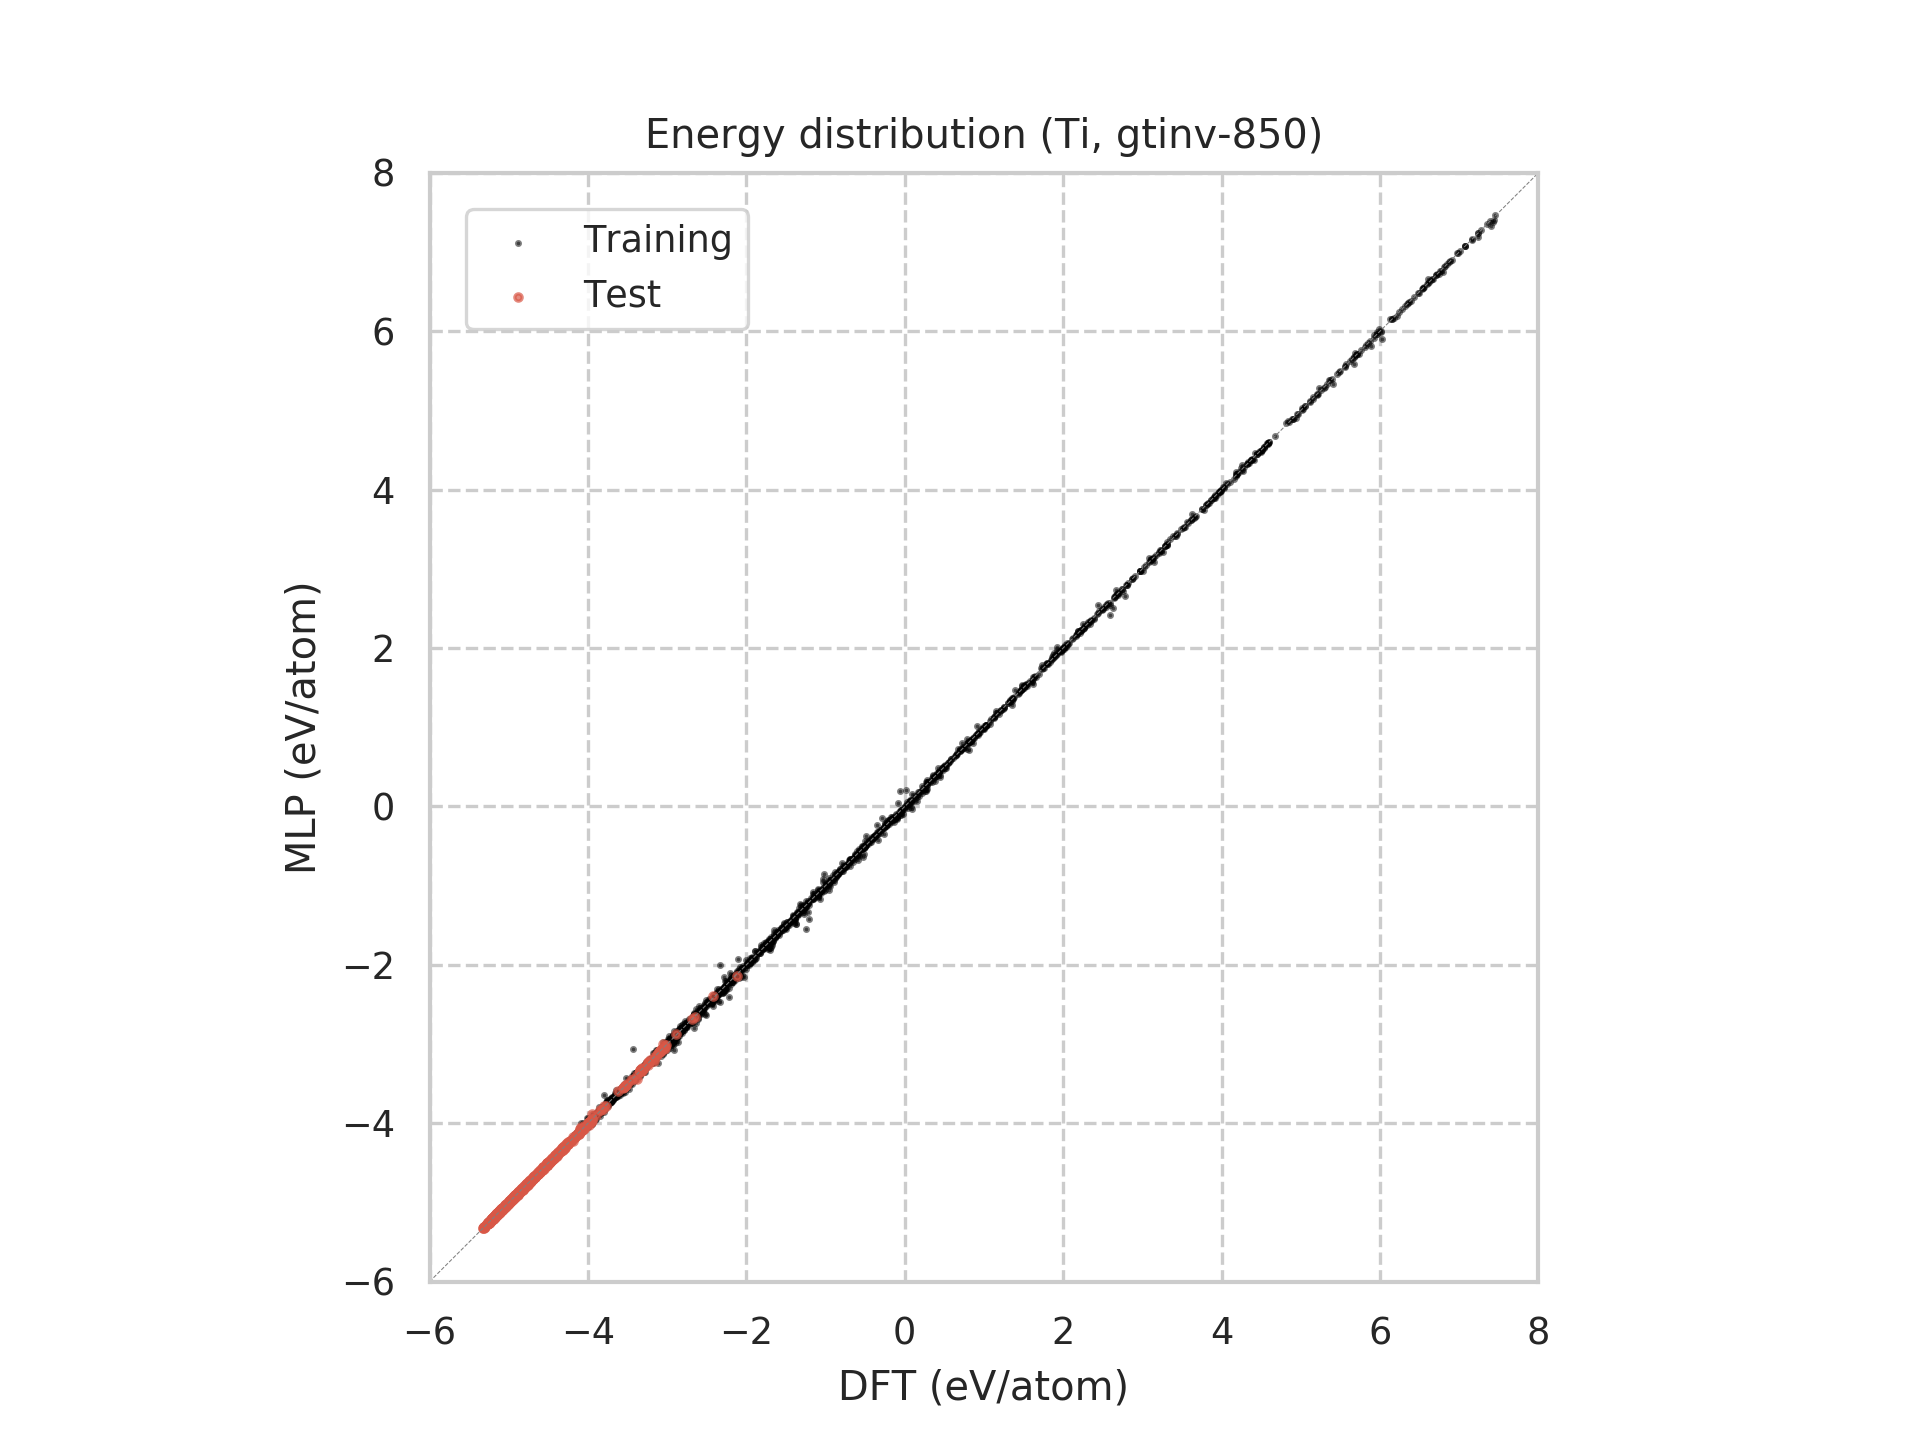 Energy distribution (Ti, gtinv-850)
Training
Test
8
6
4
2
0
−2
−4
−6
MLP (eV/atom)
−6 −4 −2 0 2 4 6 8
DFT (eV/atom)